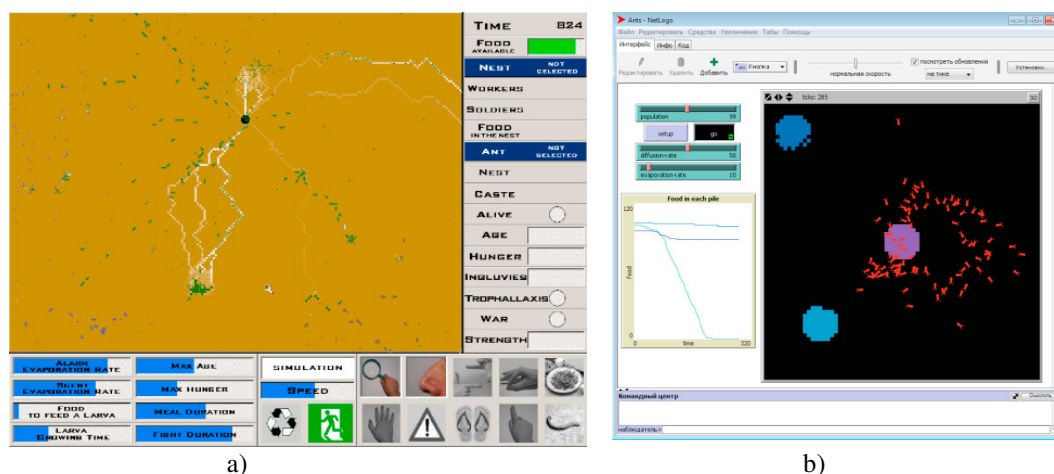 TIME 824
FOOD
AVAILABLE
NEST NOT
SELECTED
WORKERS
SOLDIERS
FOOD
IN THE NEST
ANT NOT
SELECTED
NEST
CASTE
ALIVE
AGE
HUNGER
INGLUVIES
TROPHALLAXIS
WAR
STRENGTH
ALARM
EVAPORATION RATE
SCENT
EVAPORATION RATE
FOOD
TO FEED A LARVA
LARVA
GROWING TIME
MAX AGE
MAX HUNGER
MEAL DURATION
FIGHT DURATION
SIMULATION
SPEED
a)
Ants - NetLogo
Файл Редактировать Средства Увеличение Табы Помощь
Интерфейс Инфо Код
Редактировать Удалить Добавить
Кнопка
нормальная скорость
посмотреть обновления
на тике
Установки...
ticks: 285
3D
population 99
setup go
diffusion-rate 50
evaporation-rate 10
Food in each pile
120
food
0
0 time 320
Командный центр
Очистить
наблюдатель>
b)